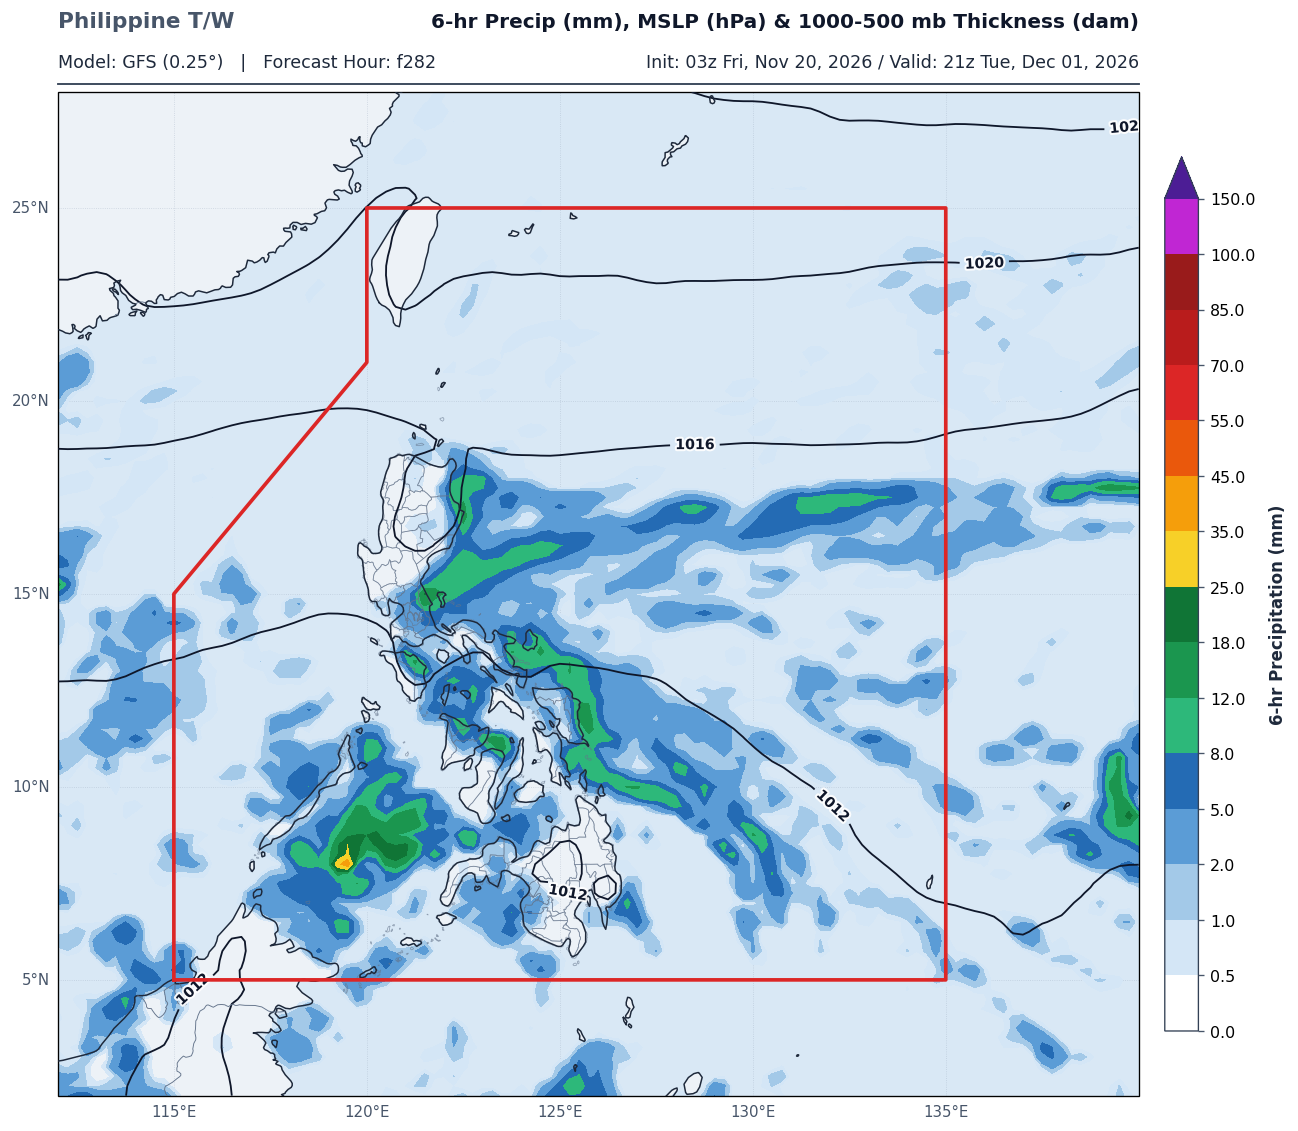 Philippine T/W
6-hr Precip (mm), MSLP (hPa) & 1000-500 mb Thickness (dam)
Model: GFS (0.25°) | Forecast Hour: f282
Init: 03z Fri, Nov 20, 2026 / Valid: 21z Tue, Dec 01, 2026
102
1020
1016
1012
1012
1012
25°N
20°N
15°N
10°N
5°N
115°E
120°E
125°E
130°E
135°E
150.0
100.0
85.0
70.0
55.0
45.0
35.0
25.0
18.0
12.0
8.0
5.0
2.0
1.0
0.5
0.0
6-hr Precipitation (mm)